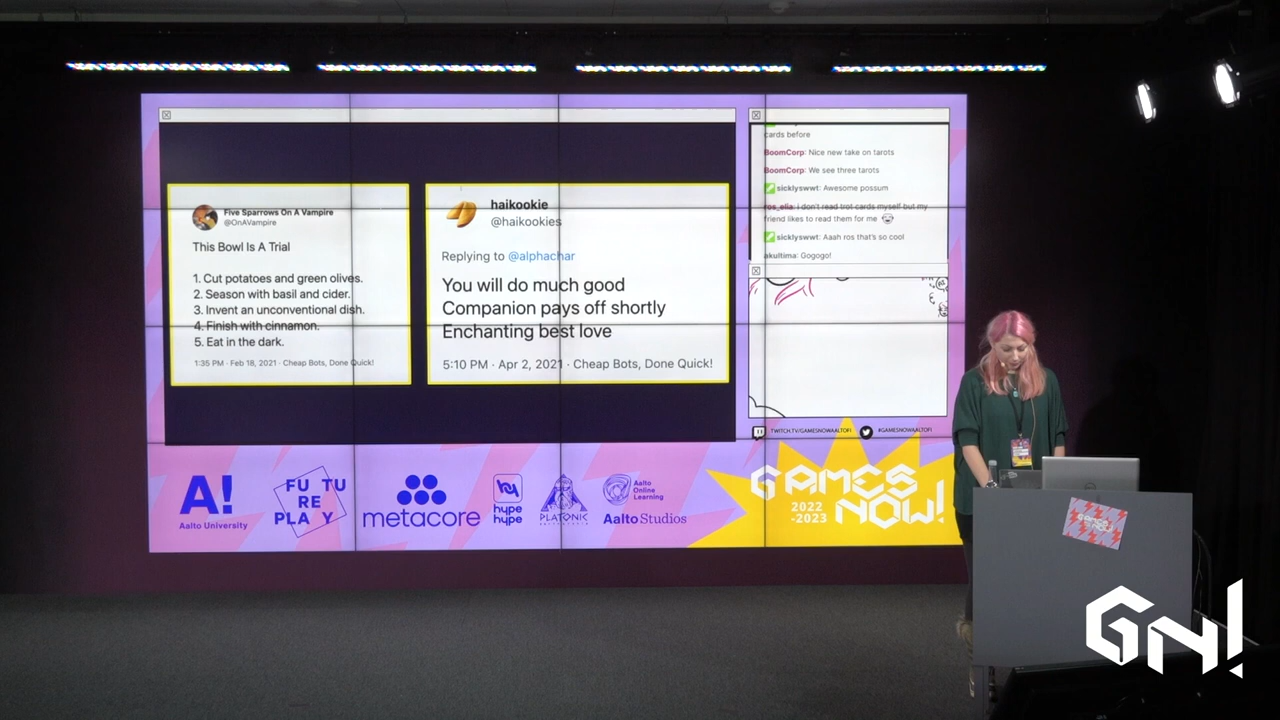 Five Sparrows On A Vampire
@OnAVampire
This Bowl Is A Trial
1. Cut potatoes and green olives.
2. Season with basil and cider.
3. Invent an unconventional dish.
4. Finish with cinnamon.
5. Eat in the dark.
1:35 PM · Feb 18, 2021 · Cheap Bots, Done Quick!
haikookie
@haikookies
Replying to @alphachar
You will do much good
Companion pays off shortly
Enchanting best love
5:10 PM · Apr 2, 2021 · Cheap Bots, Done Quick!
cards before
BoomCorp: Nice new take on tarots
BoomCorp: We see three tarots
sicklyswwt: Awesome possum
ros_elia: i don't read trot cards myself but my
friend likes to read them for me
sicklyswwt: Aaah ros that's so cool
akultima: Gogogo!
TWITCH.TV/GAMESNOWAALTOFI
#GAMESNOWAALTOFI
A!
Aalto University
FU TU
RE
PLA Y
metacore
hype
hype
PLATONIC
Aalto
Online
Learning
Aalto Studios
GAMES
NOW!
2022
-2023
GN!